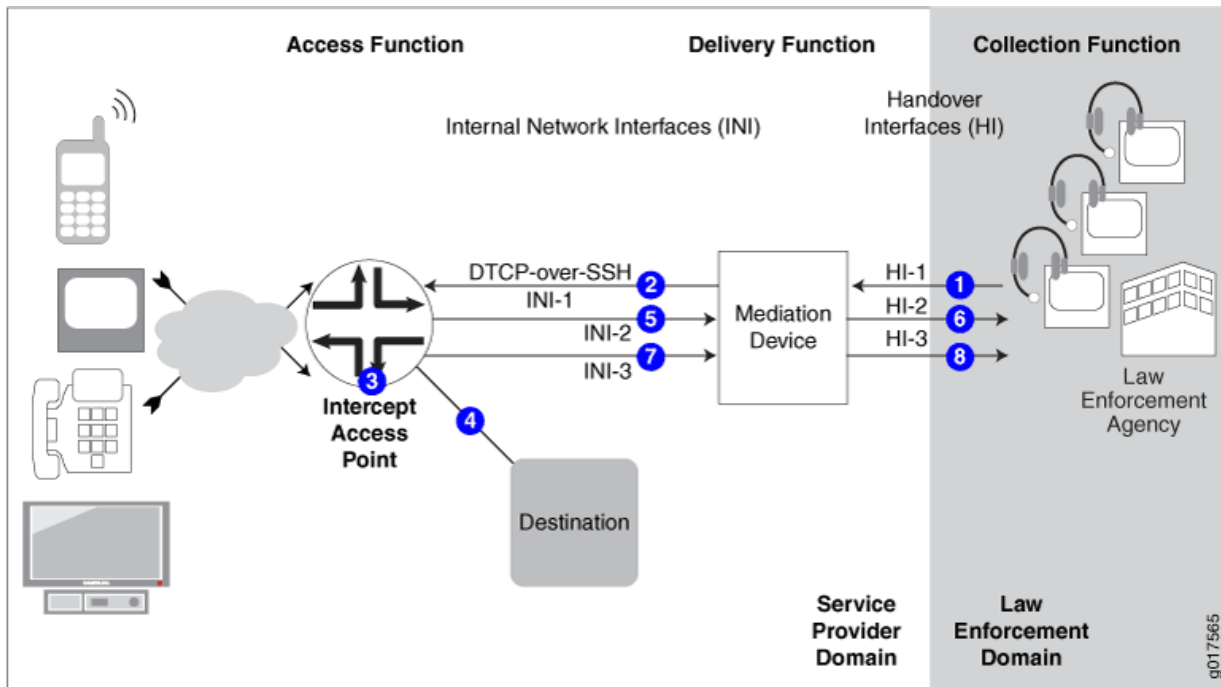 Access Function
Delivery Function
Collection Function
Internal Network Interfaces (INI)
Handover
Interfaces (HI)
DTCP-over-SSH
2
INI-1
5
INI-2
7
INI-3
Mediation
Device
HI-1
1
HI-2
6
HI-3
8
3
Intercept
Access
Point
4
Destination
Law
Enforcement
Agency
Service
Provider
Domain
Law
Enforcement
Domain
g017565